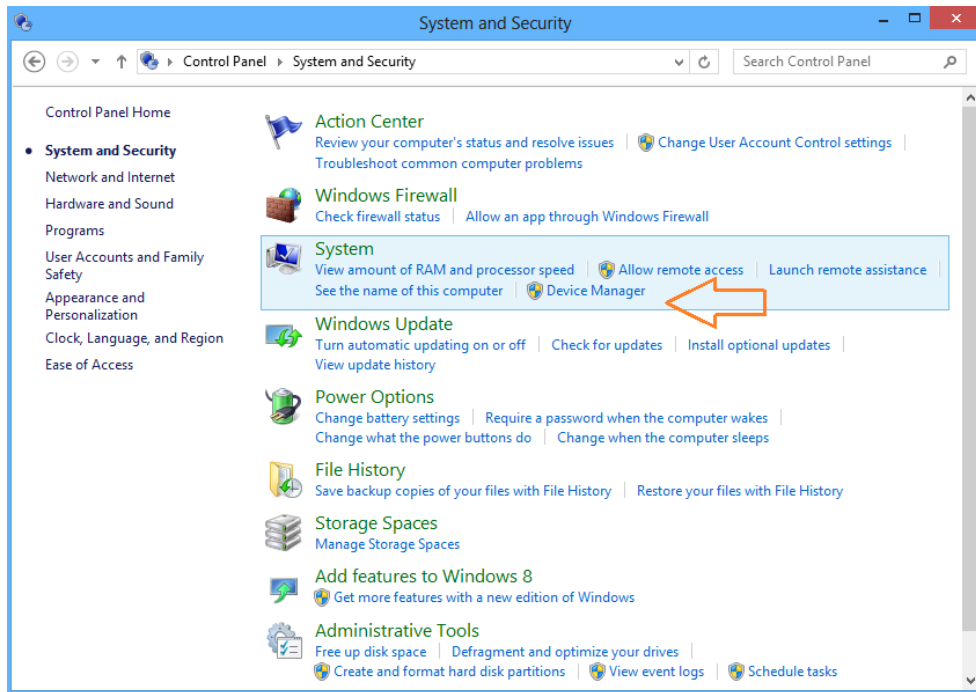 System and Security
Control Panel System and Security
Search Control Panel
Control Panel Home
System and Security
Network and Internet
Hardware and Sound
Programs
User Accounts and Family
Safety
Appearance and
Personalization
Clock, Language, and Region
Ease of Access
Action Center
Review your computer's status and resolve issues Change User Account Control settings
Troubleshoot common computer problems
Windows Firewall
Check firewall status Allow an app through Windows Firewall
System
View amount of RAM and processor speed Allow remote access Launch remote assistance
See the name of this computer Device Manager
Windows Update
Turn automatic updating on or off Check for updates Install optional updates
View update history
Power Options
Change battery settings Require a password when the computer wakes
Change what the power buttons do Change when the computer sleeps
File History
Save backup copies of your files with File History Restore your files with File History
Storage Spaces
Manage Storage Spaces
Add features to Windows 8
Get more features with a new edition of Windows
Administrative Tools
Free up disk space Defragment and optimize your drives
Create and format hard disk partitions View event logs Schedule tasks